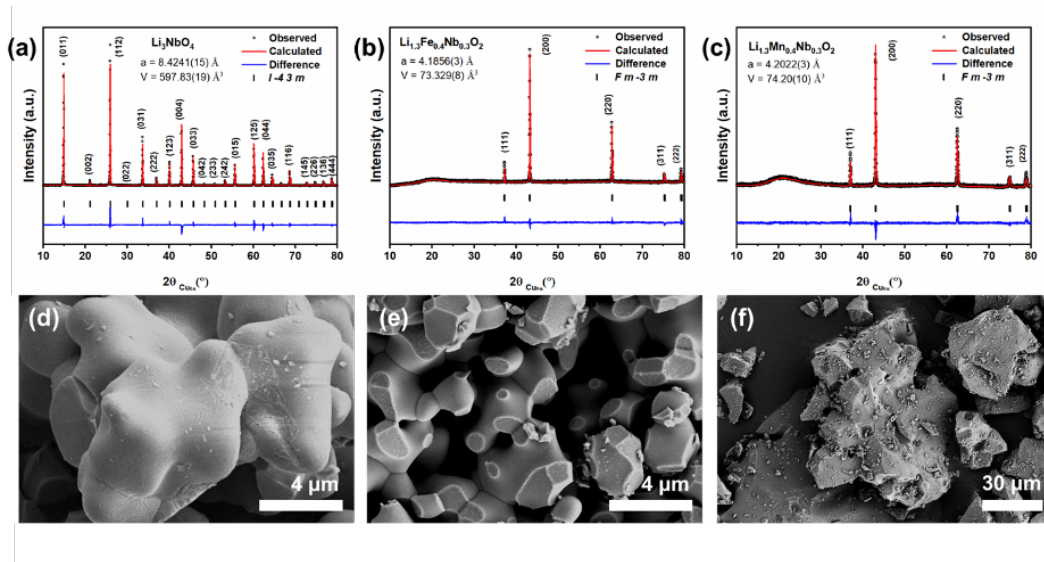 (a)
Li₃NbO₄
a = 8.4241(15) Å
V = 597.83(19) Å³
Observed
Calculated
Difference
I -4 3 m
(011)
(002)
(112)
(022)
(031)
(222)
(123)
(004)
(033)
(042)
(233)
(242)
(015)
(125)
(044)
(035)
(116)
(145)
(226)
(136)
(444)
Intensity (a.u.)
10 20 30 40 50 60 70 80
2θ CuKα(°)
(b)
Li₁.₃Fe₀.₄Nb₀.₃O₂
a = 4.1856(3) Å
V = 73.329(8) Å³
Observed
Calculated
Difference
F m -3 m
(111)
(200)
(220)
(311)
(222)
Intensity (a.u.)
10 20 30 40 50 60 70 80
2θ CuKα(°)
(c)
Li₁.₃Mn₀.₄Nb₀.₃O₂
a = 4.2022(3) Å
V = 74.20(10) Å³
Observed
Calculated
Difference
F m -3 m
(111)
(200)
(220)
(311)
(222)
Intensity (a.u.)
10 20 30 40 50 60 70 80
2θ CuKα(°)
(d)
4 µm
(e)
4 µm
(f)
30 µm